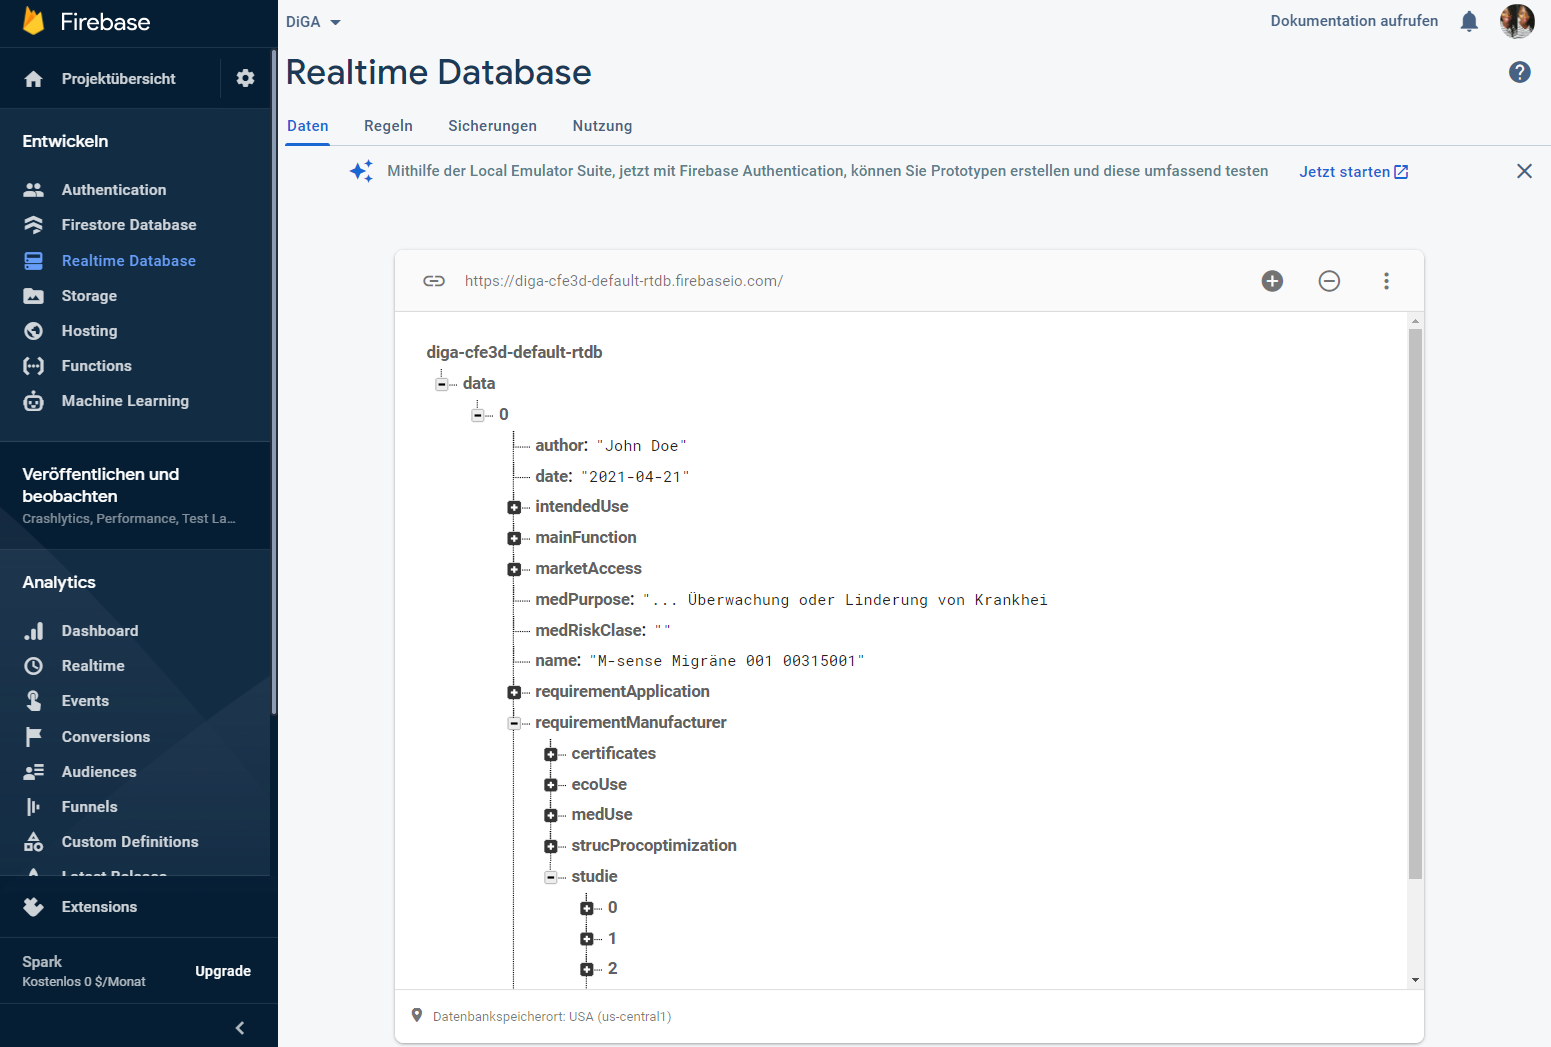 Firebase
Projektübersicht
Entwickeln
Authentication
Firestore Database
Realtime Database
Storage
Hosting
Functions
Machine Learning
Veröffentlichen und
beobachten
Crashlytics, Performance, Test La...
Analytics
Dashboard
Realtime
Events
Conversions
Audiences
Funnels
Custom Definitions
Latest Release
Extensions
Spark
Kostenlos 0 $/Monat
Upgrade
DiGA
Dokumentation aufrufen
Realtime Database
Daten Regeln Sicherungen Nutzung
Mithilfe der Local Emulator Suite, jetzt mit Firebase Authentication, können Sie Prototypen erstellen und diese umfassend testen Jetzt starten
https://diga-cfe3d-default-rtdb.firebaseio.com/
diga-cfe3d-default-rtdb
data
0
author: "John Doe"
date: "2021-04-21"
intendedUse
mainFunction
marketAccess
medPurpose: "... Überwachung oder Linderung von Krankhei
medRiskClase: ""
name: "M-sense Migräne 001 00315001"
requirementApplication
requirementManufacturer
certificates
ecoUse
medUse
strucProcoptimization
studie
0
1
2
Datenbankspeicherort: USA (us-central1)